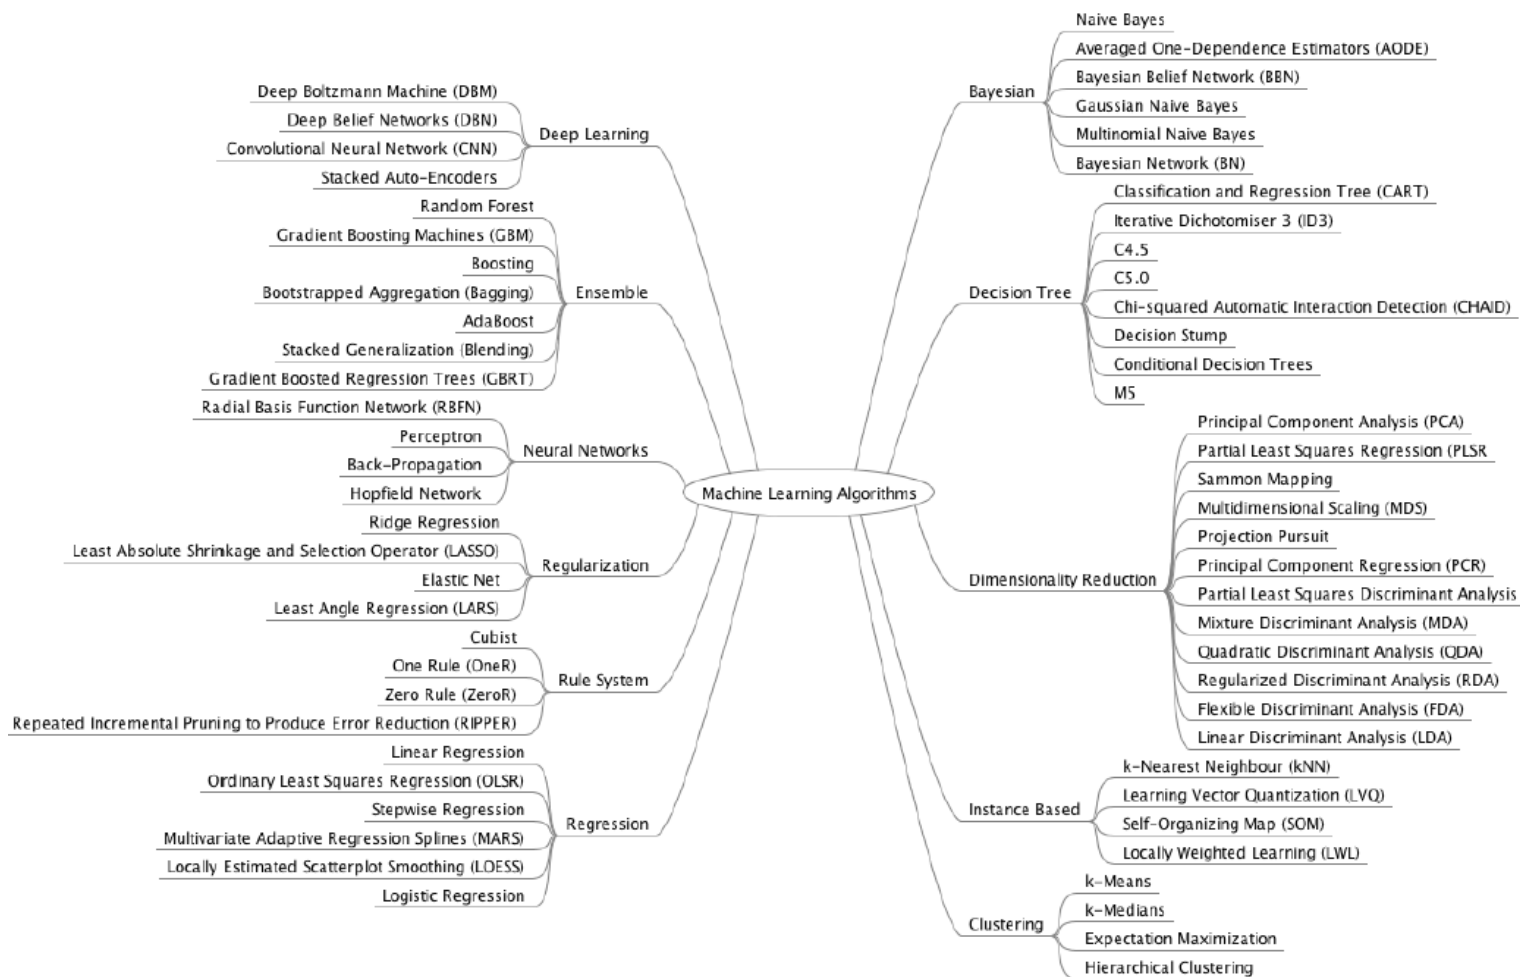 Machine Learning Algorithms
Deep Learning
Deep Boltzmann Machine (DBM)
Deep Belief Networks (DBN)
Convolutional Neural Network (CNN)
Stacked Auto-Encoders
Ensemble
Random Forest
Gradient Boosting Machines (GBM)
Boosting
Bootstrapped Aggregation (Bagging)
AdaBoost
Stacked Generalization (Blending)
Gradient Boosted Regression Trees (GBRT)
Neural Networks
Radial Basis Function Network (RBFN)
Perceptron
Back-Propagation
Hopfield Network
Regularization
Ridge Regression
Least Absolute Shrinkage and Selection Operator (LASSO)
Elastic Net
Least Angle Regression (LARS)
Rule System
Cubist
One Rule (OneR)
Zero Rule (ZeroR)
Repeated Incremental Pruning to Produce Error Reduction (RIPPER)
Regression
Linear Regression
Ordinary Least Squares Regression (OLSR)
Stepwise Regression
Multivariate Adaptive Regression Splines (MARS)
Locally Estimated Scatterplot Smoothing (LOESS)
Logistic Regression
Bayesian
Naive Bayes
Averaged One-Dependence Estimators (AODE)
Bayesian Belief Network (BBN)
Gaussian Naive Bayes
Multinomial Naive Bayes
Bayesian Network (BN)
Decision Tree
Classification and Regression Tree (CART)
Iterative Dichotomiser 3 (ID3)
C4.5
C5.0
Chi-squared Automatic Interaction Detection (CHAID)
Decision Stump
Conditional Decision Trees
M5
Dimensionality Reduction
Principal Component Analysis (PCA)
Partial Least Squares Regression (PLSR
Sammon Mapping
Multidimensional Scaling (MDS)
Projection Pursuit
Principal Component Regression (PCR)
Partial Least Squares Discriminant Analysis
Mixture Discriminant Analysis (MDA)
Quadratic Discriminant Analysis (QDA)
Regularized Discriminant Analysis (RDA)
Flexible Discriminant Analysis (FDA)
Linear Discriminant Analysis (LDA)
Instance Based
k-Nearest Neighbour (kNN)
Learning Vector Quantization (LVQ)
Self-Organizing Map (SOM)
Locally Weighted Learning (LWL)
Clustering
k-Means
k-Medians
Expectation Maximization
Hierarchical Clustering